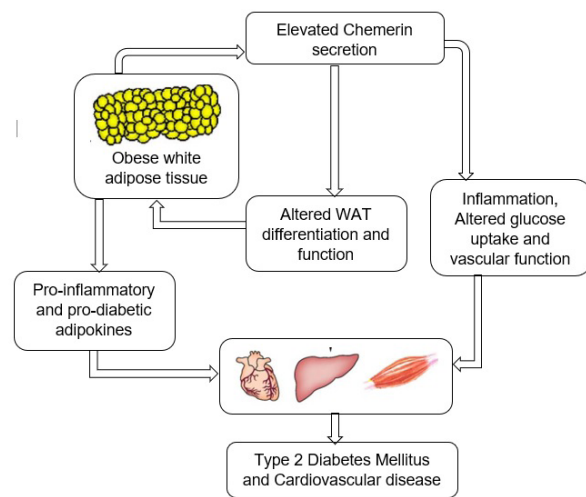 Elevated Chemerin
secretion
Obese white
adipose tissue
Altered WAT
differentiation and
function
Inflammation,
Altered glucose
uptake and
vascular function
Pro-inflammatory
and pro-diabetic
adipokines
Type 2 Diabetes Mellitus
and Cardiovascular disease